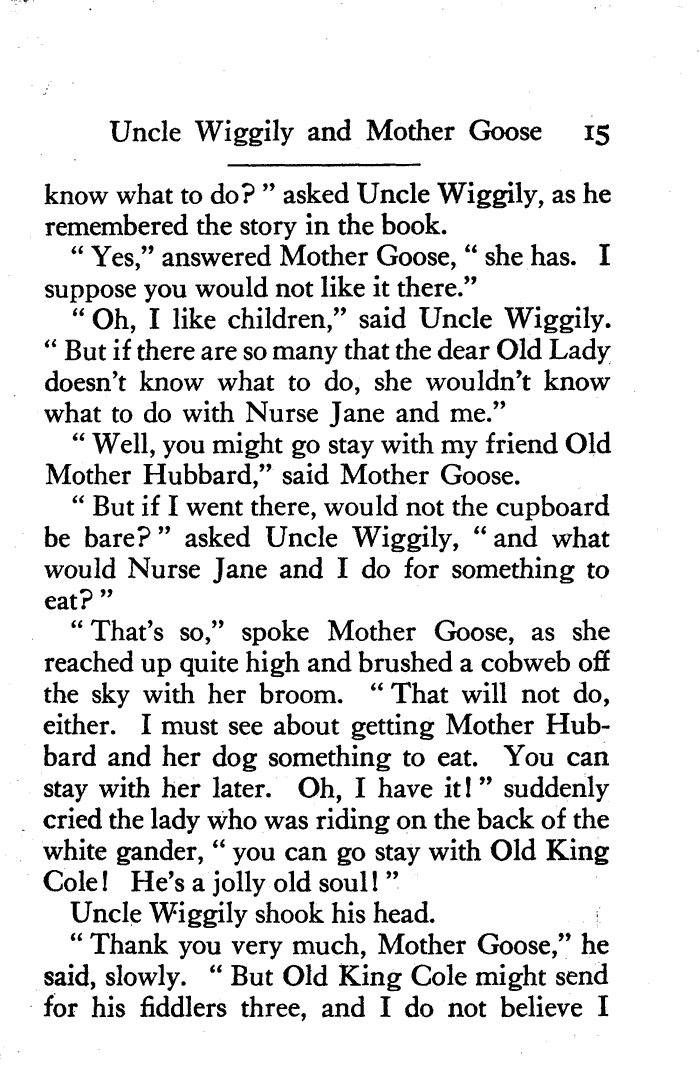 Uncle Wiggily and Mother Goose 15
know what to do? ” asked Uncle Wiggily, as he
remembered the story in the book.
“ Yes,” answered Mother Goose, “ she has. I
suppose you would not like it there.”
“ Oh, I like children,” said Uncle Wiggily.
“ But if there are so many that the dear Old Lady
doesn’t know what to do, she wouldn’t know
what to do with Nurse Jane and me.”
“ Well, you might go stay with my friend Old
Mother Hubbard,” said Mother Goose.
“ But if I went there, would not the cupboard
be bare? ” asked Uncle Wiggily, “ and what
would Nurse Jane and I do for something to
eat? ”
“ That’s so,” spoke Mother Goose, as she
reached up quite high and brushed a cobweb off
the sky with her broom. “ That will not do,
either. I must see about getting Mother Hub-
bard and her dog something to eat. You can
stay with her later. Oh, I have it! ” suddenly
cried the lady who was riding on the back of the
white gander, “ you can go stay with Old King
Cole! He’s a jolly old soul! ”
Uncle Wiggily shook his head.
“ Thank you very much, Mother Goose,” he
said, slowly. “ But Old King Cole might send
for his fiddlers three, and I do not believe I